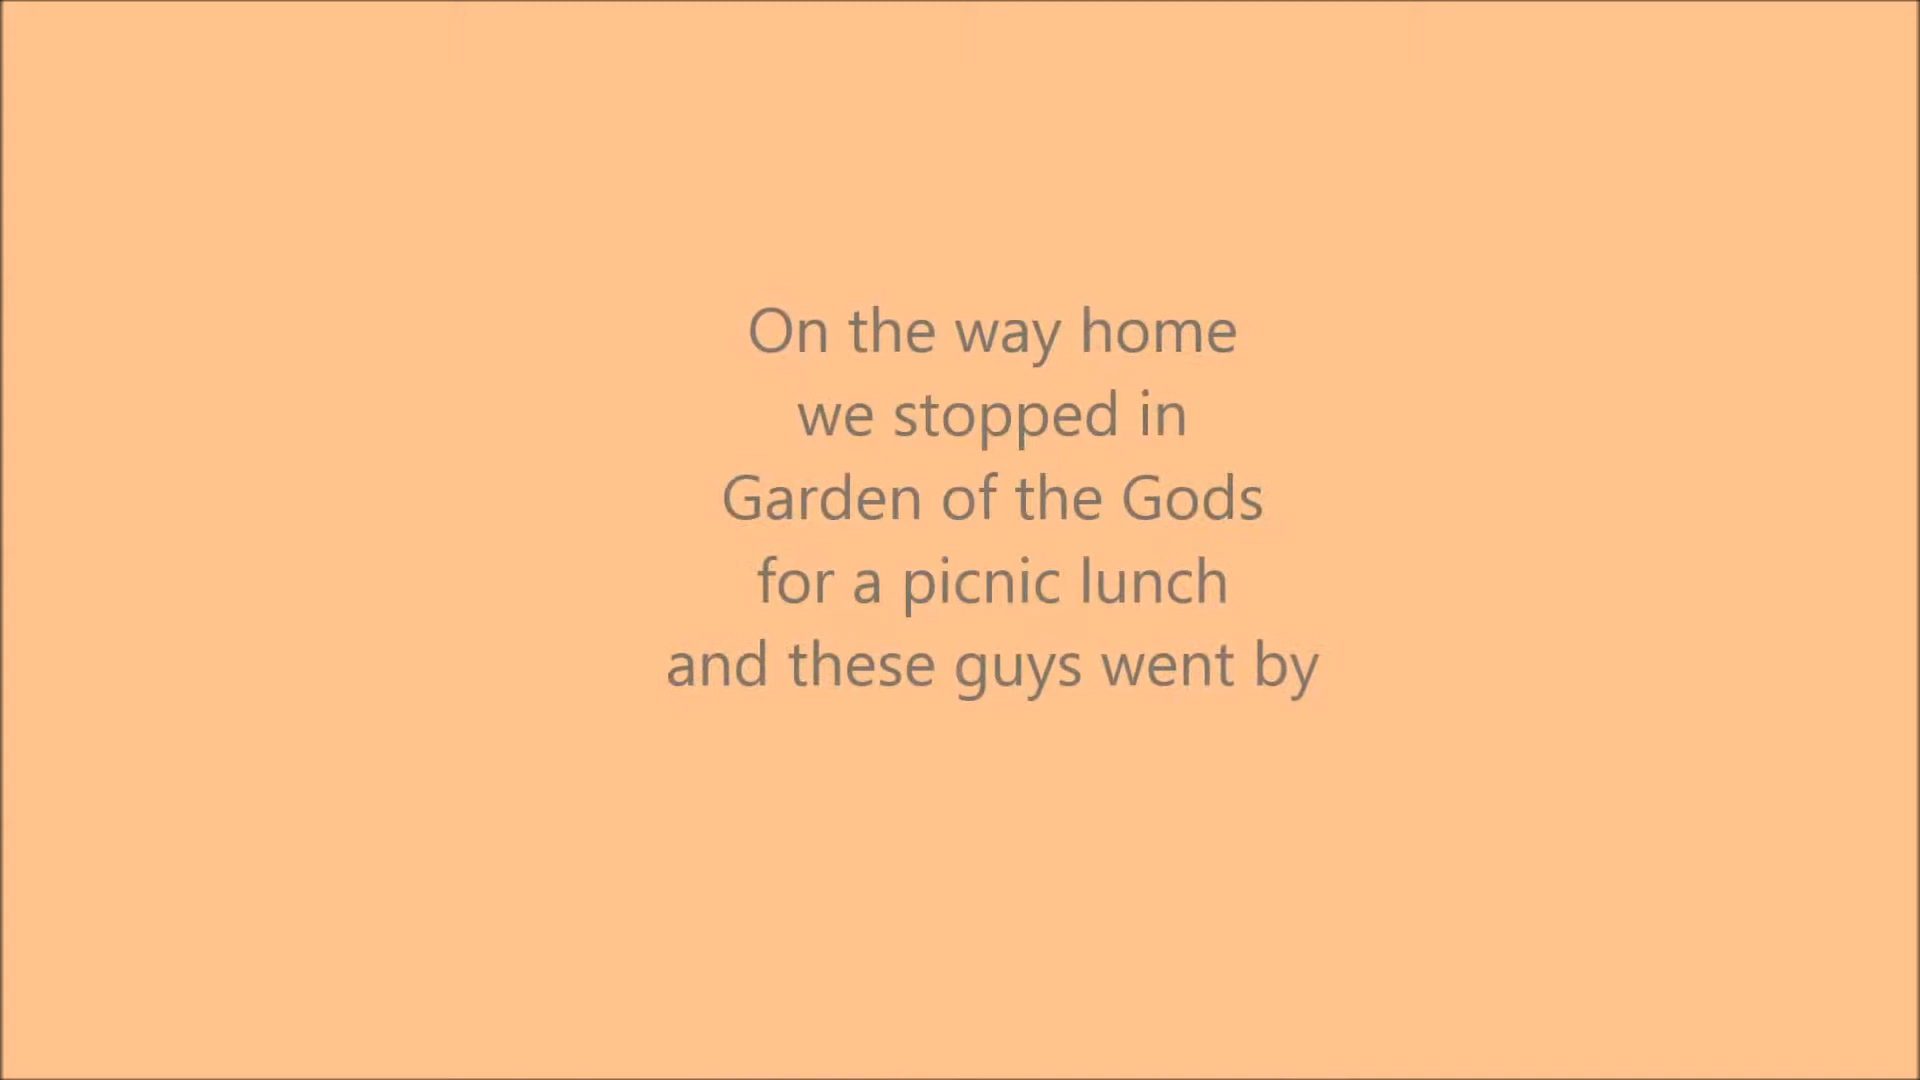 On the way home
we stopped in
Garden of the Gods
for a picnic lunch
and these guys went by